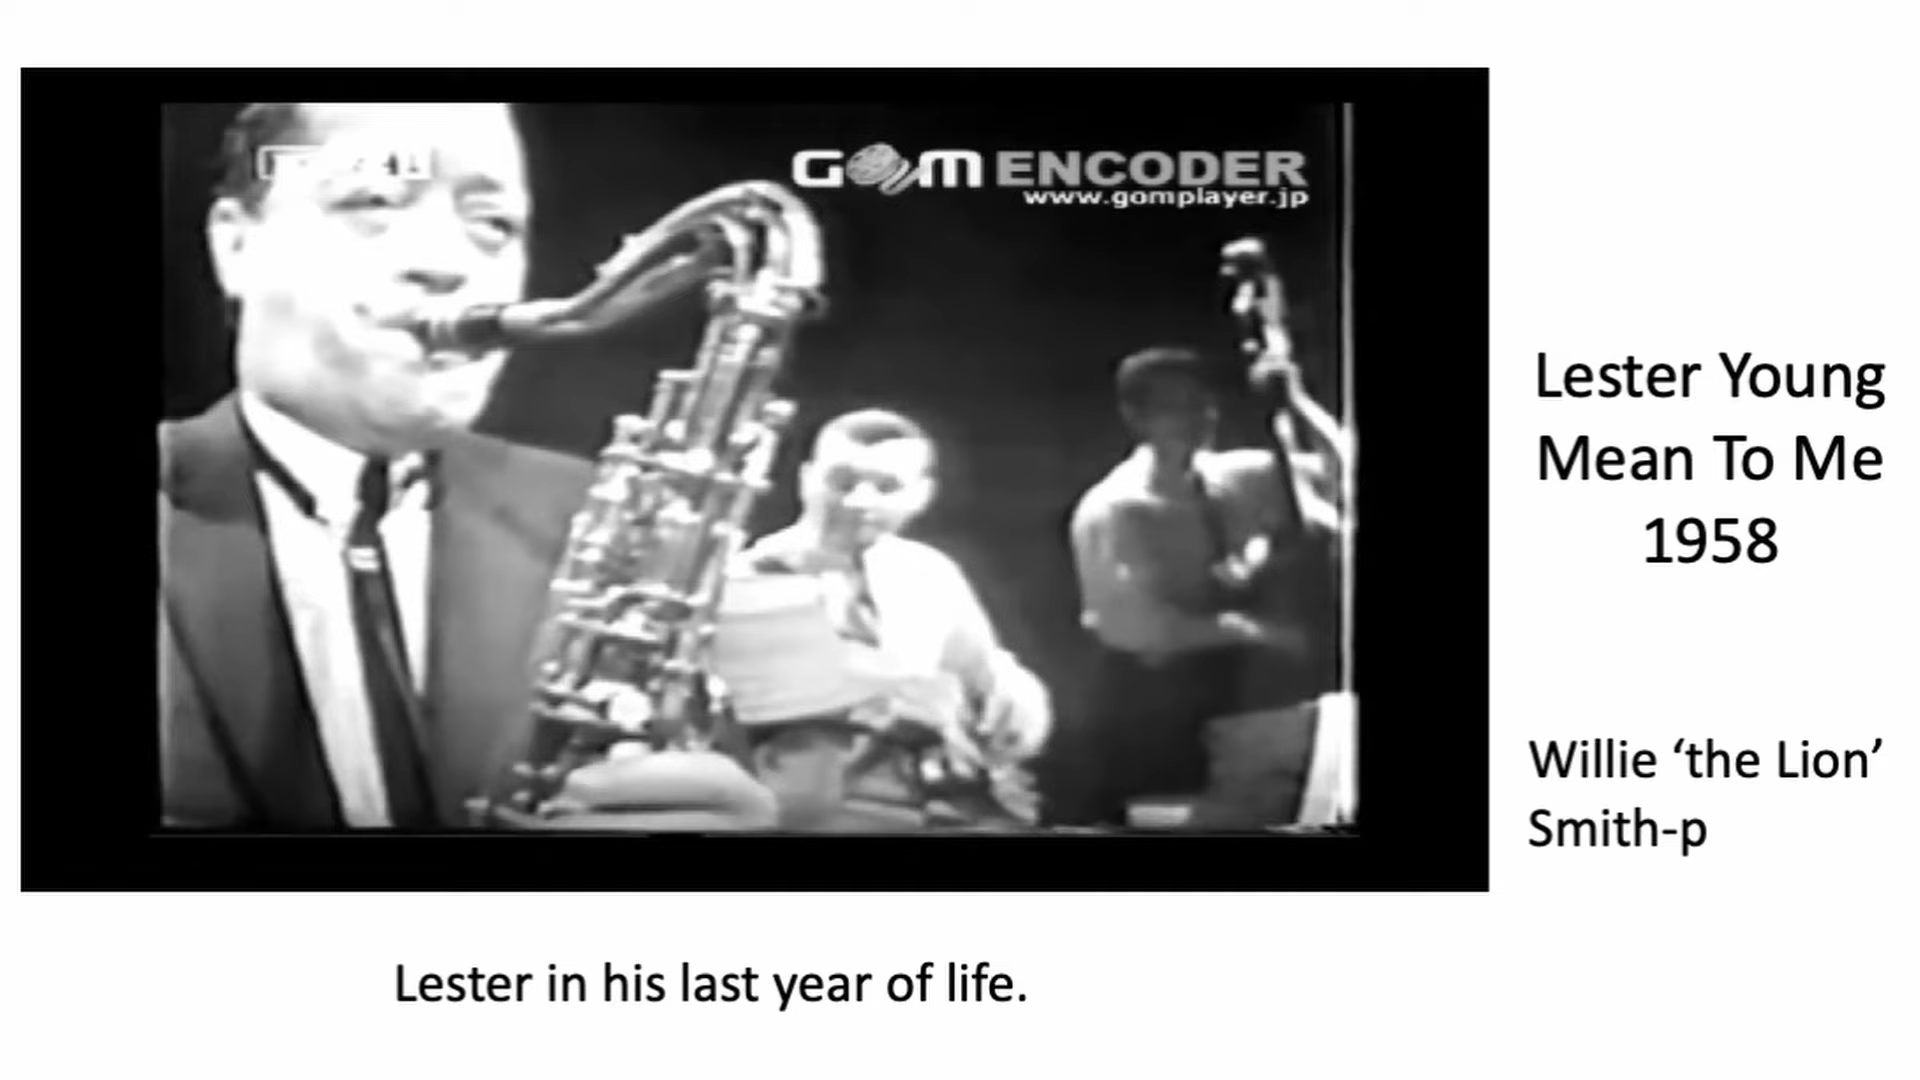 GOM ENCODER
www.gomplayer.jp
Lester Young
Mean To Me
1958
Willie ‘the Lion’
Smith-p
Lester in his last year of life.